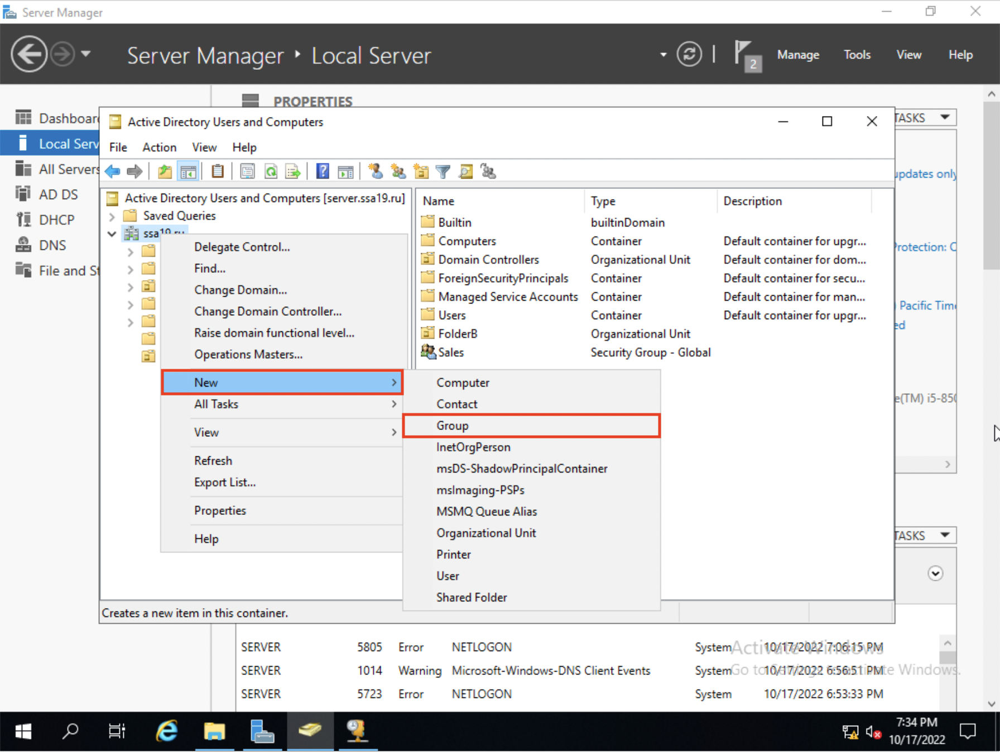 Server Manager
Server Manager ‣ Local Server
2
Manage
Tools
View
Help
PROPERTIES
TASKS
Dashboar
Local Serv
All Servers
AD DS
DHCP
DNS
File and St
Active Directory Users and Computers
File Action View Help
Active Directory Users and Computers [server.ssa19.ru]
Saved Queries
ssa19.ru
Delegate Control...
Find...
Change Domain...
Change Domain Controller...
Raise domain functional level...
Operations Masters...
New
All Tasks
View
Refresh
Export List...
Properties
Help
Name Type Description
Builtin builtinDomain
Computers Container Default container for upgr...
Domain Controllers Organizational Unit Default container for dom...
ForeignSecurityPrincipals Container Default container for secu...
Managed Service Accounts Container Default container for man...
Users Container Default container for upgr...
FolderB Organizational Unit
Sales Security Group - Global
Computer
Contact
Group
InetOrgPerson
msDS-ShadowPrincipalContainer
msImaging-PSPs
MSMQ Queue Alias
Organizational Unit
Printer
User
Shared Folder
Creates a new item in this container.
updates only
Protection: 
) Pacific Tim
ed
e(TM) i5-850
TASKS
SERVER 5805 Error NETLOGON System 10/17/2022 7:06:15 PM
SERVER 1014 Warning Microsoft-Windows-DNS Client Events System 10/17/2022 6:56:51 PM
SERVER 5723 Error NETLOGON System 10/17/2022 6:53:33 PM
Activate Windows
Go to Settings to activate Windows.
7:34 PM
10/17/2022